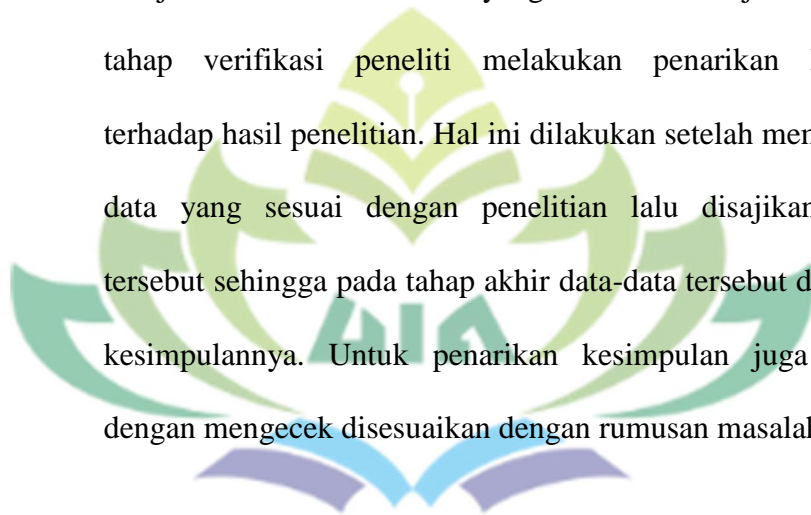 tahap verifikasi peneliti melakukan penarikan
terhadap hasil penelitian. Hal ini dilakukan setelah
data yang sesuai dengan penelitian lalu disajikan
tersebut sehingga pada tahap akhir data-data tersebut
kesimpulannya. Untuk penarikan kesimpulan juga
dengan mengecek disesuaikan dengan rumusan masalah